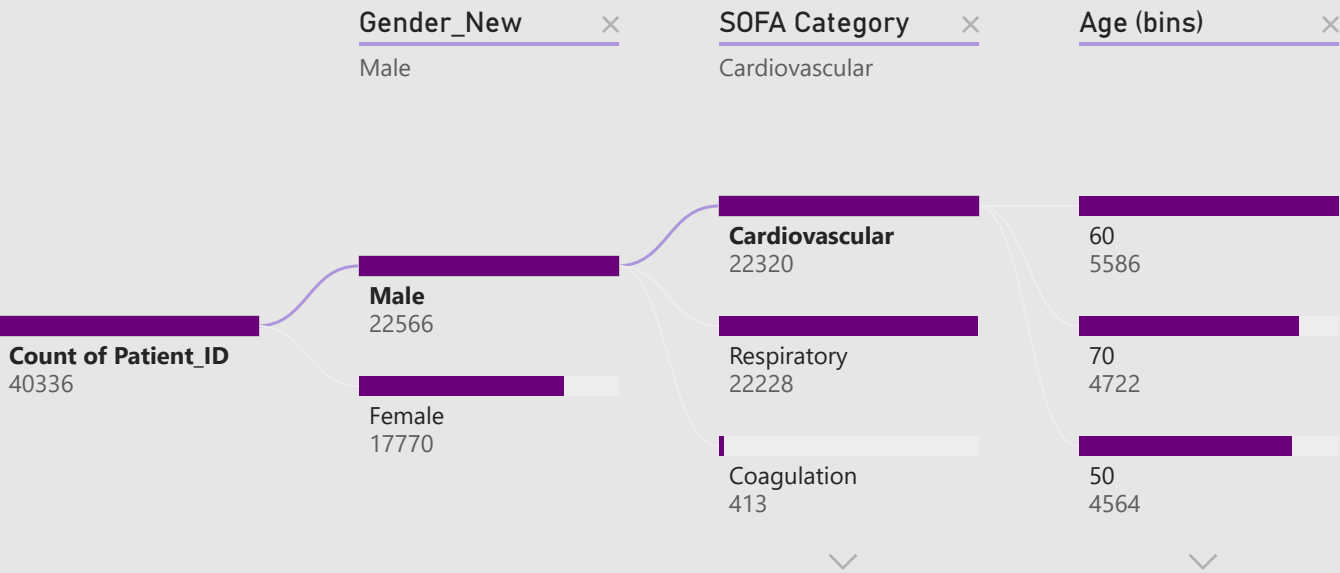 Gender_New
Male
SOFA Category
Cardiovascular
Age (bins)
Count of Patient_ID
40336
Male
22566
Female
17770
Cardiovascular
22320
Respiratory
22228
Coagulation
413
60
5586
70
4722
50
4564